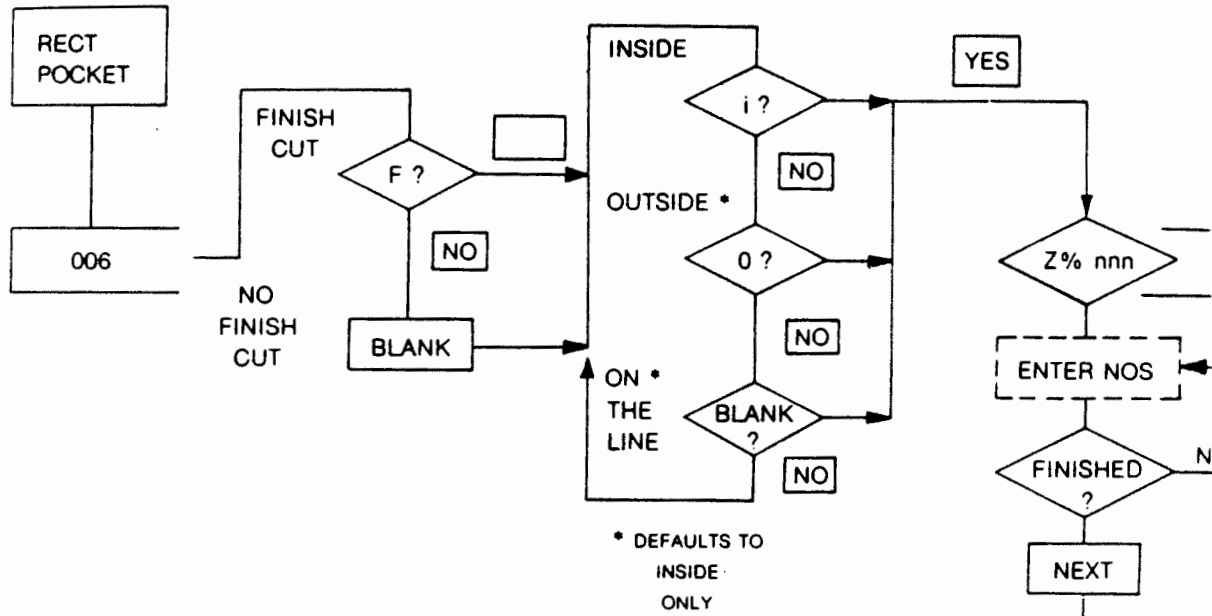 RECT
POCKET
006
FINISH
CUT
NO
FINISH
CUT
F ?
NO
BLANK
INSIDE
i ?
NO
OUTSIDE *
0 ?
NO
ON *
THE
LINE
BLANK
?
NO
* DEFAULTS TO
INSIDE
ONLY
YES
Z% nnn
ENTER NOS
FINISHED
?
N
NEXT